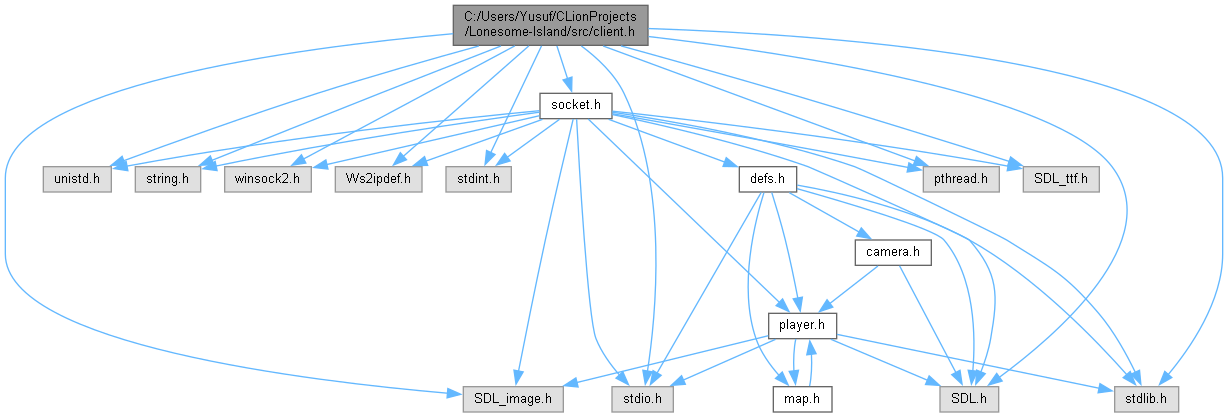 C:/Users/Yusuf/CLionProjects
/Lonesome-Island/src/client.h
socket.h
unistd.h
string.h
winsock2.h
Ws2ipdef.h
stdint.h
defs.h
pthread.h
SDL_ttf.h
camera.h
player.h
SDL_image.h
stdio.h
map.h
SDL.h
stdlib.h